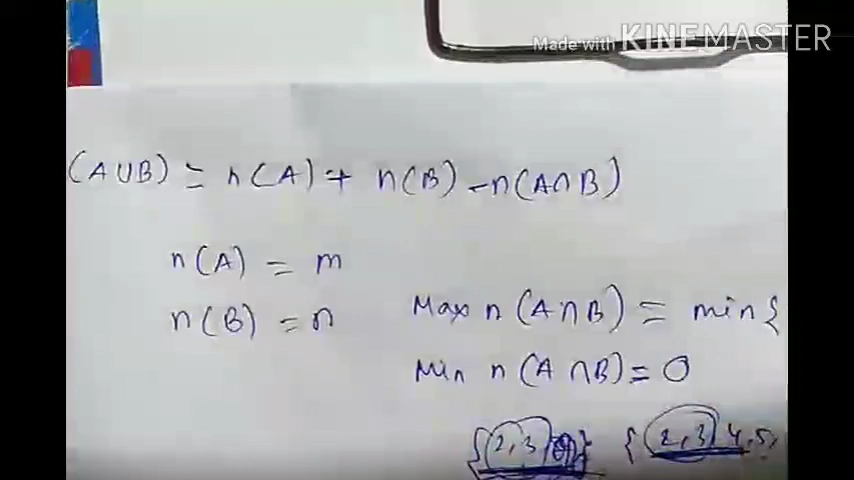 Made with KINEMASTER
(A∪B) = n(A) + n(B) - n(A∩B)
n(A) = m
n(B) = n
Max n(A∩B) = min{
Min n(A∩B) = 0
{2,3 } {2,3,4,5,